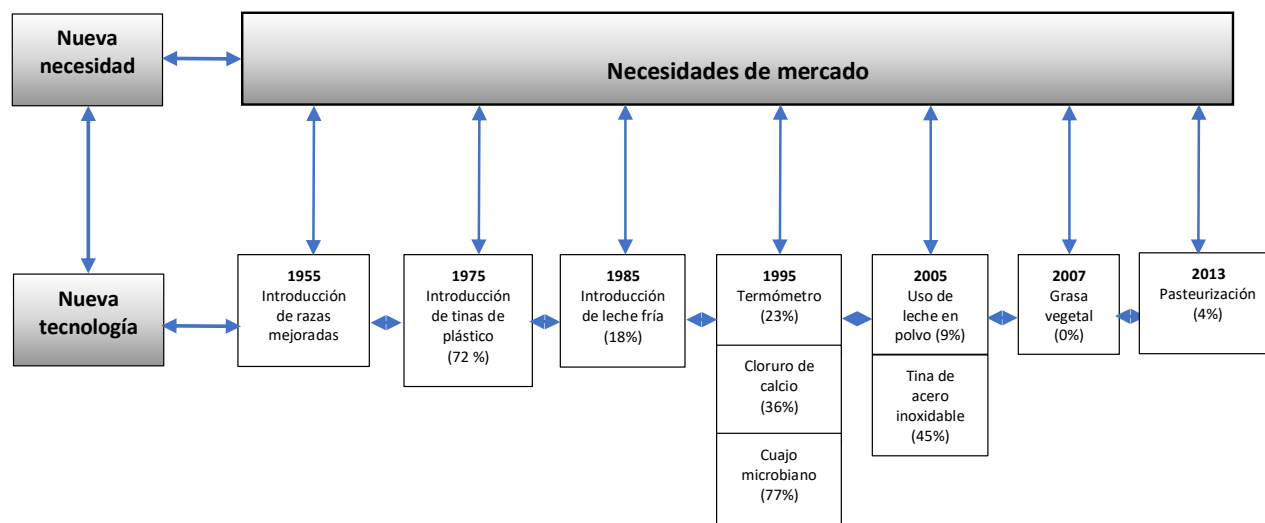 Nueva
necesidad
Necesidades de mercado
Nueva
tecnología
1955
Introducción
de razas
mejoradas
1975
Introducción
de tinas de
plástico
(72 %)
1985
Introducción
de leche fría
(18%)
1995
Termómetro
(23%)
Cloruro de
calcio
(36%)
Cuajo
microbiano
(77%)
2005
Uso de
leche en
polvo (9%)
Tina de
acero
inoxidable
(45%)
2007
Grasa
vegetal
(0%)
2013
Pasteurización
(4%)